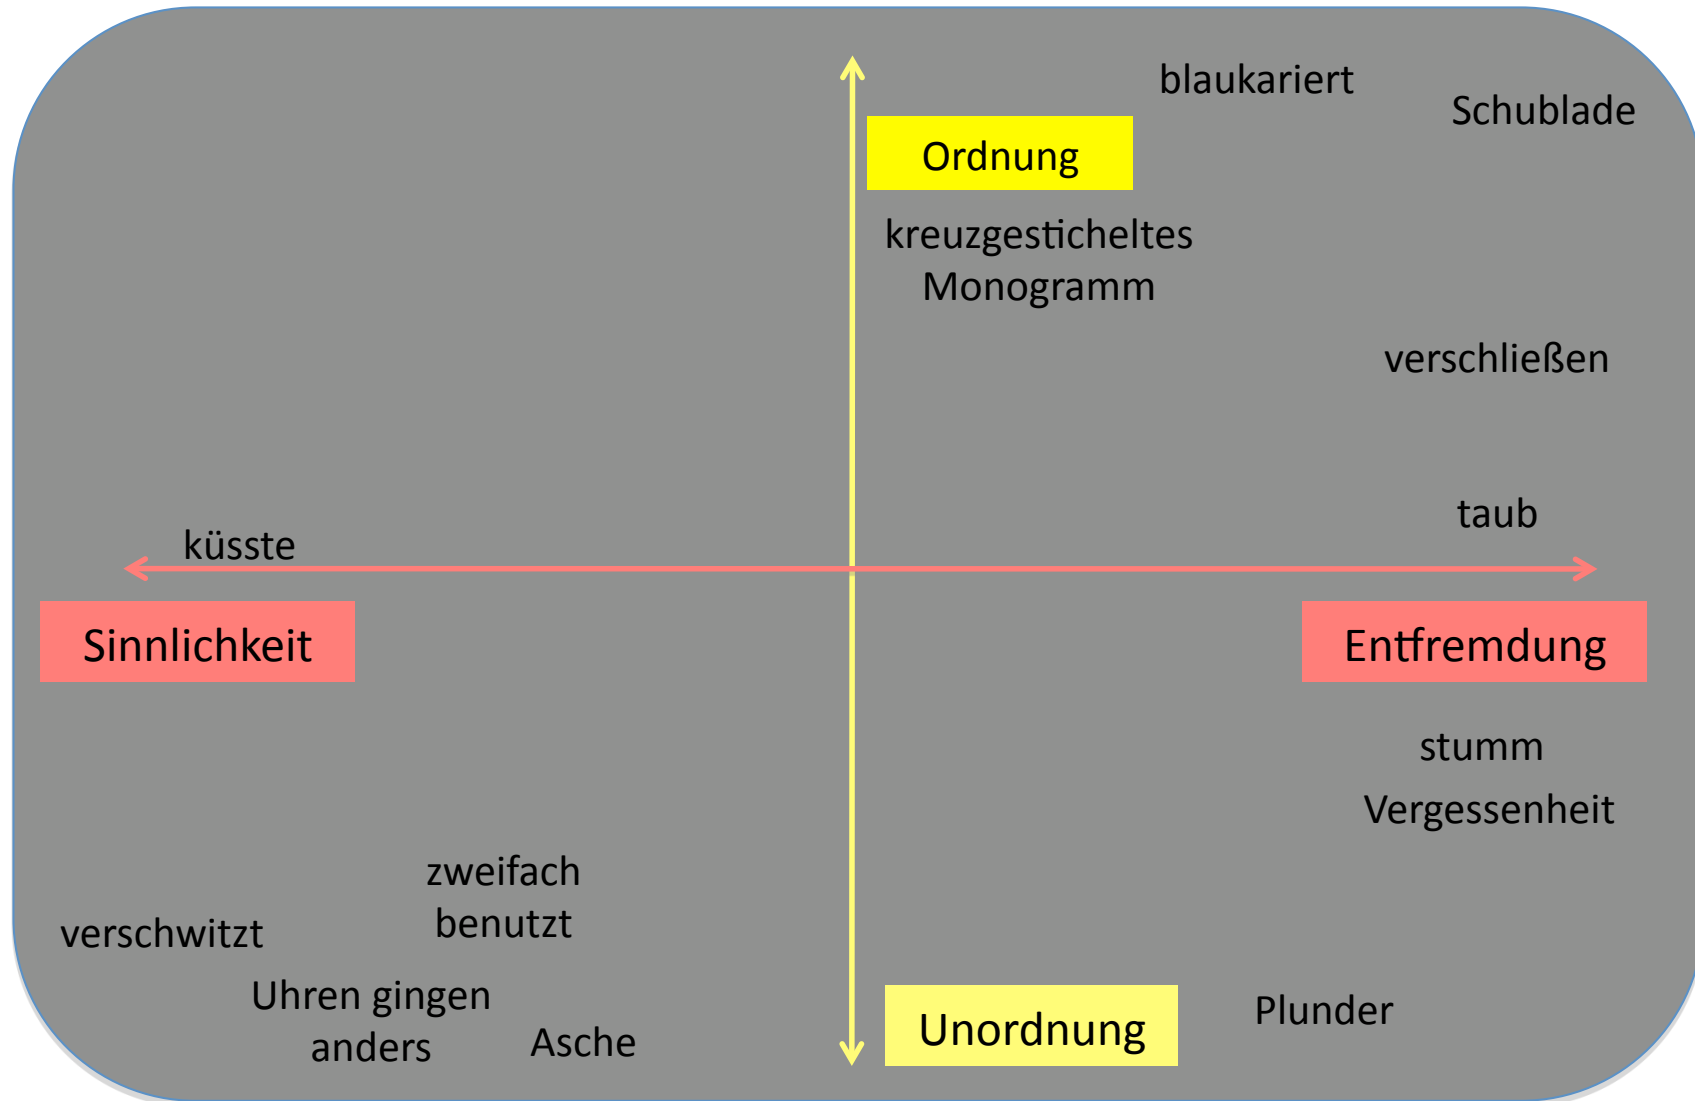 blaukariert
Schublade
Ordnung
kreuzgesticheltes
Monogramm
verschließen
taub
küsste
Sinnlichkeit
Entfremdung
stumm
Vergessenheit
zweifach
benutzt
verschwitzt
Uhren gingen
anders
Asche
Unordnung
Plunder